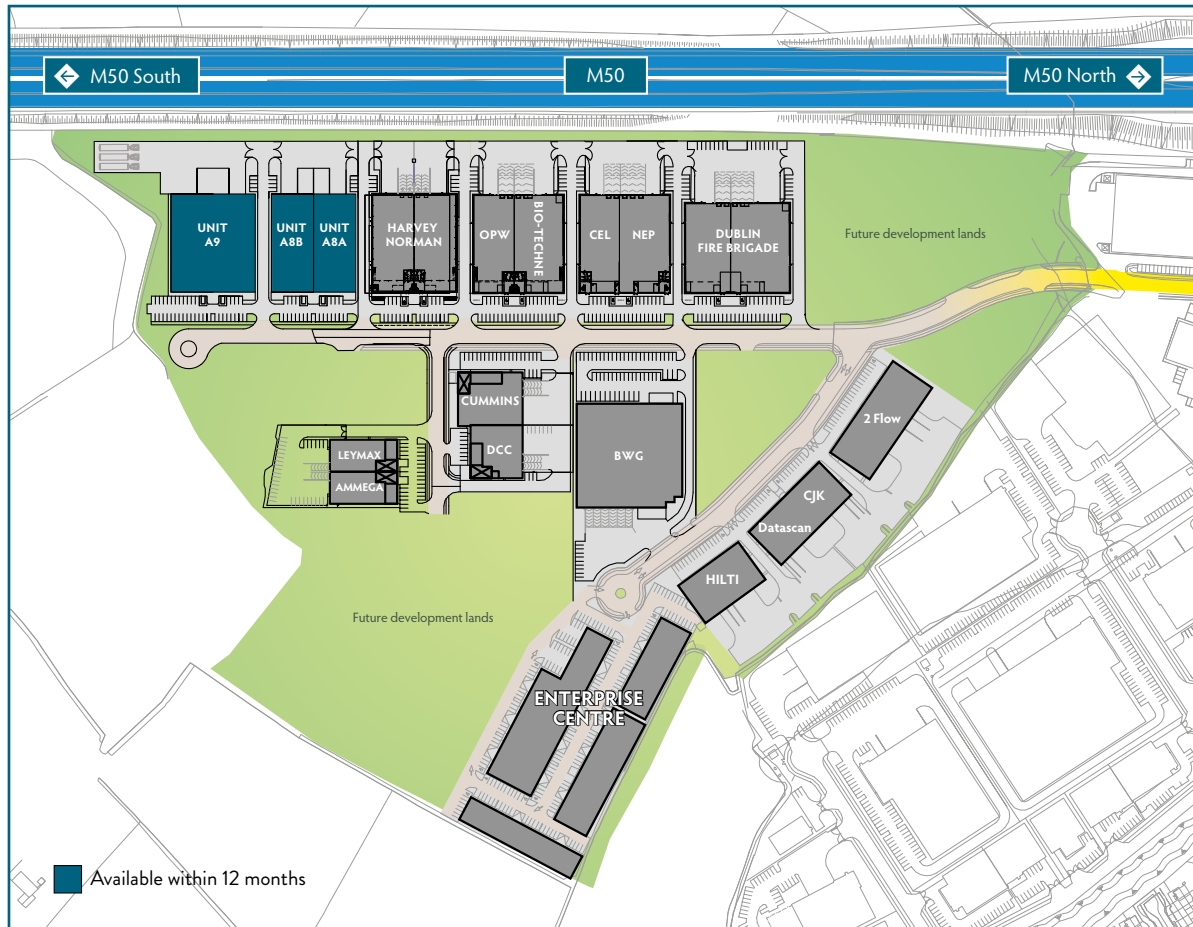 M50 South
M50
M50 North
UNIT
A9
UNIT
A8B
UNIT
A8A
HARVEY
NORMAN
OPW
BIO-TECHNE
CEL
NEP
DUBLIN
FIRE BRIGADE
Future development lands
CUMMINS
DCC
LEYMAX
AMMEGA
BWG
2 Flow
CJK
Datascan
HILTI
Future development lands
ENTERPRISE
CENTRE
Available within 12 months